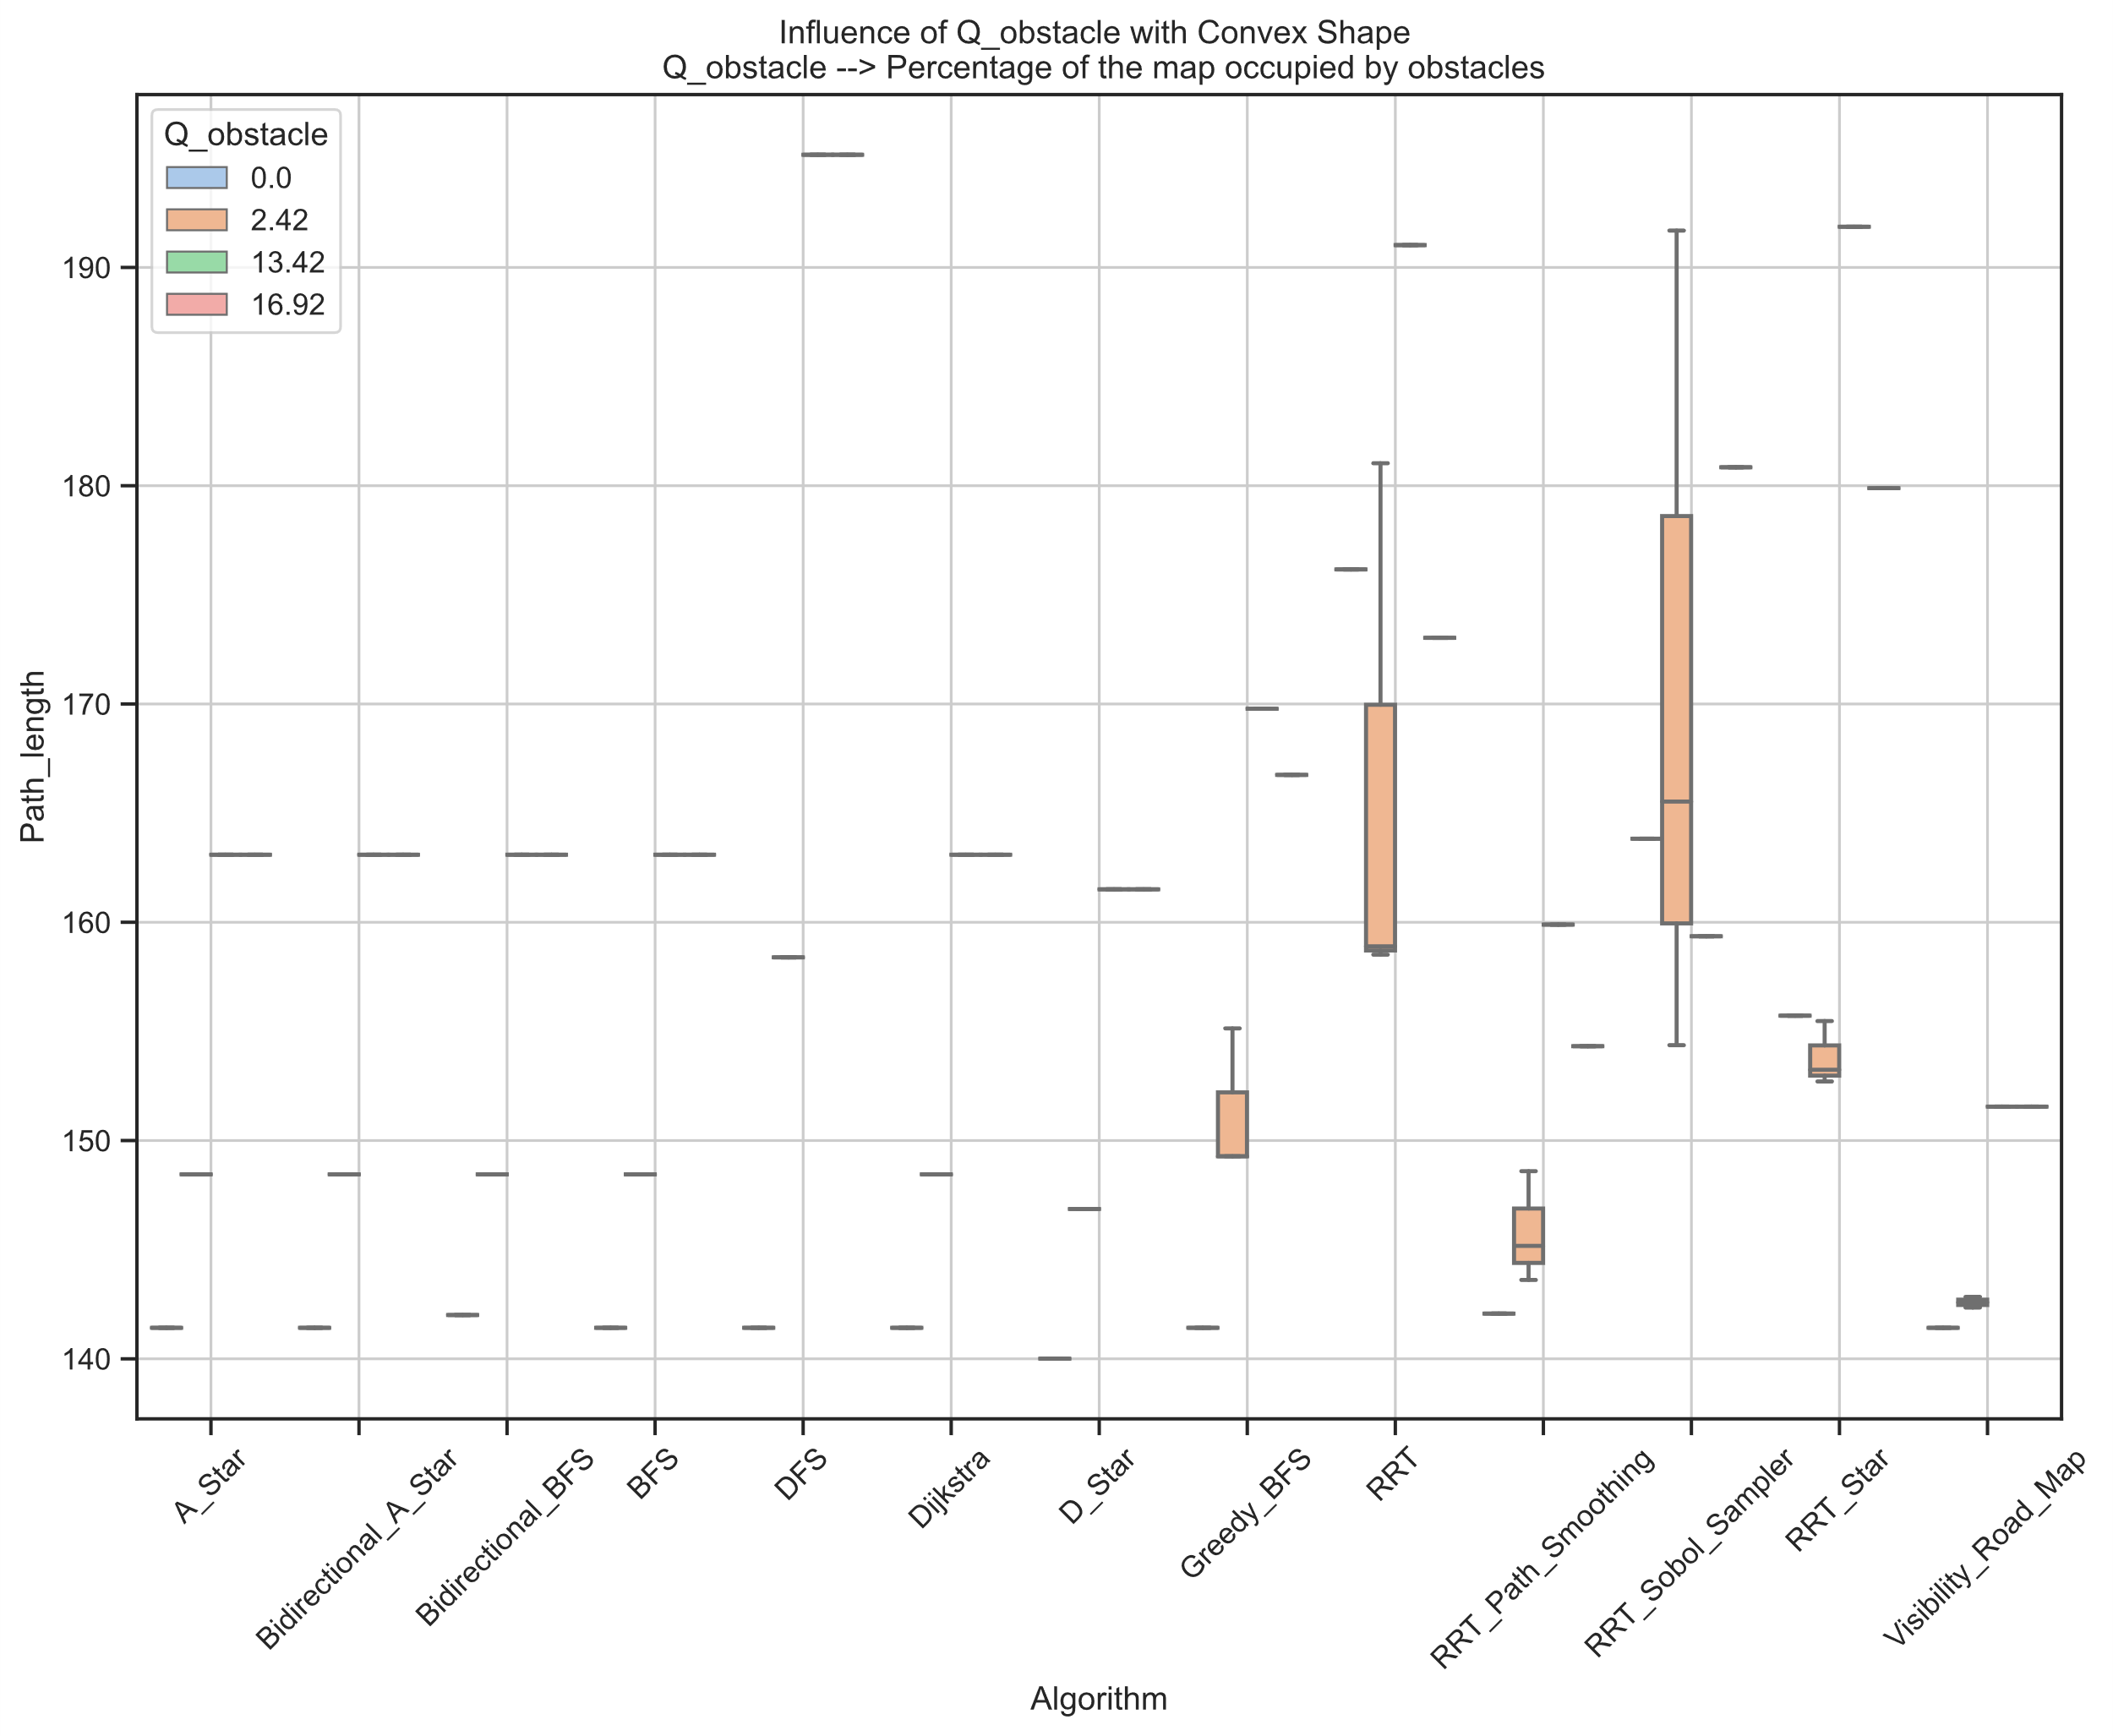 Influence of Q_obstacle with Convex Shape
Q_obstacle --> Percentage of the map occupied by obstacles
Q_obstacle
0.0
2.42
13.42
16.92
190
180
170
160
150
140
Path_length
A_Star
Bidirectional_A_Star
Bidirectional_BFS
BFS
DFS
Dijkstra
D_Star
Greedy_BFS
RRT
RRT_Path_Smoothing
RRT_Sobol_Sampler
RRT_Star
Visibility_Road_Map
Algorithm